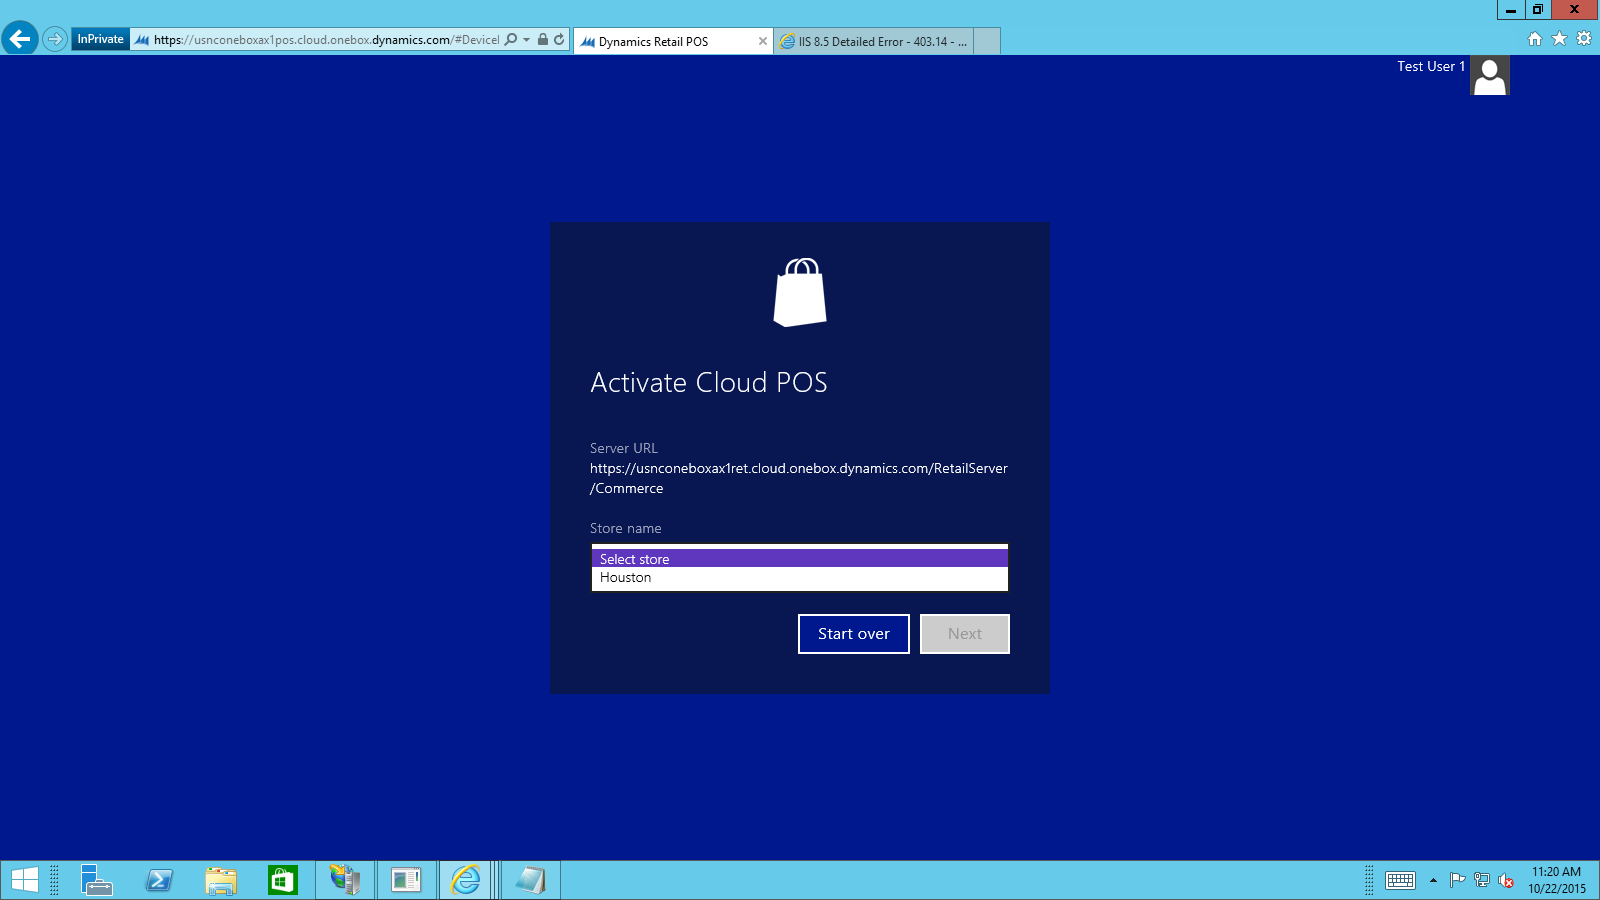 InPrivate
https://usnconeboxax1pos.cloud.onebox.dynamics.com/#DeviceI
Dynamics Retail POS
IIS 8.5 Detailed Error - 403.14 - ...
Test User 1
Activate Cloud POS
Server URL
https://usnconeboxax1ret.cloud.onebox.dynamics.com/RetailServer
/Commerce
Store name
Select store
Houston
Start over
Next
11:20 AM
10/22/2015